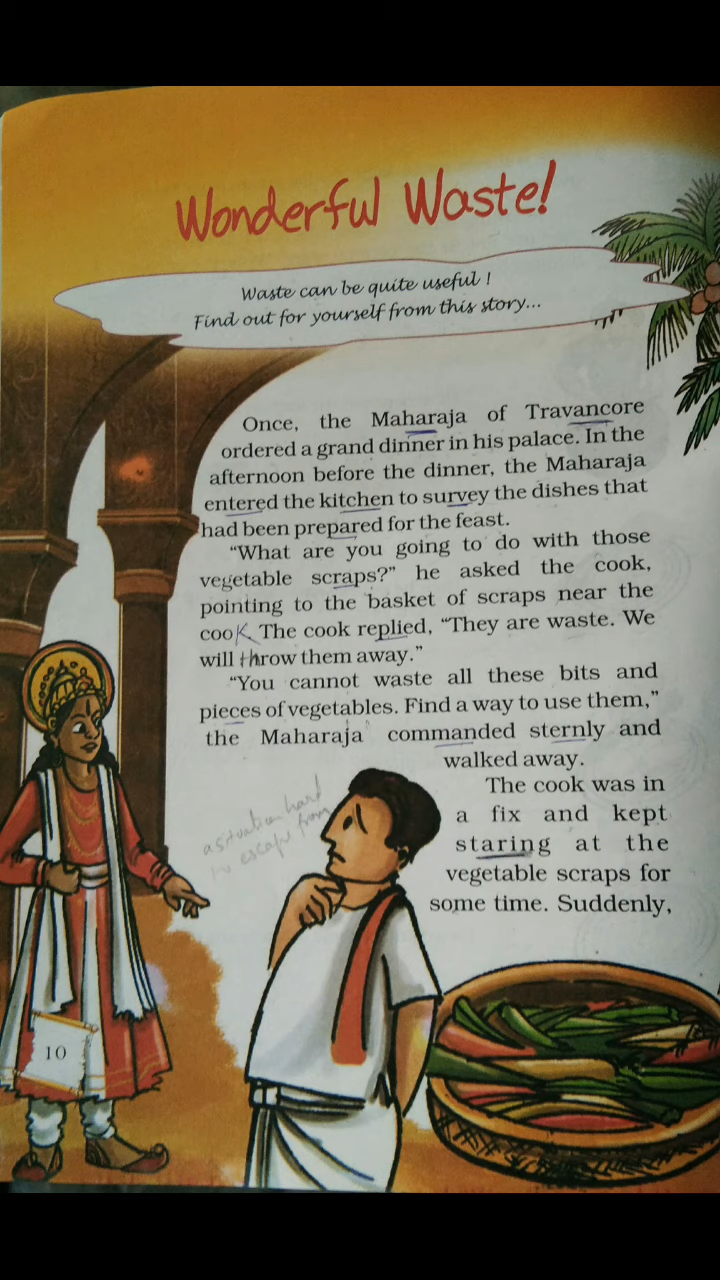 Wonderful Waste!
Waste can be quite useful !
Find out for yourself from this story...
Once, the Maharaja of Travancore
ordered a grand dinner in his palace. In the
afternoon before the dinner, the Maharaja
entered the kitchen to survey the dishes that
had been prepared for the feast.
“What are you going to do with those
vegetable scraps?” he asked the cook,
pointing to the basket of scraps near the
cook. The cook replied, “They are waste. We
will throw them away.”
“You cannot waste all these bits and
pieces of vegetables. Find a way to use them,”
the Maharaja commanded sternly and
walked away.
The cook was in
a fix and kept
staring at the
vegetable scraps for
some time. Suddenly,
a situation hard
to escape from
10